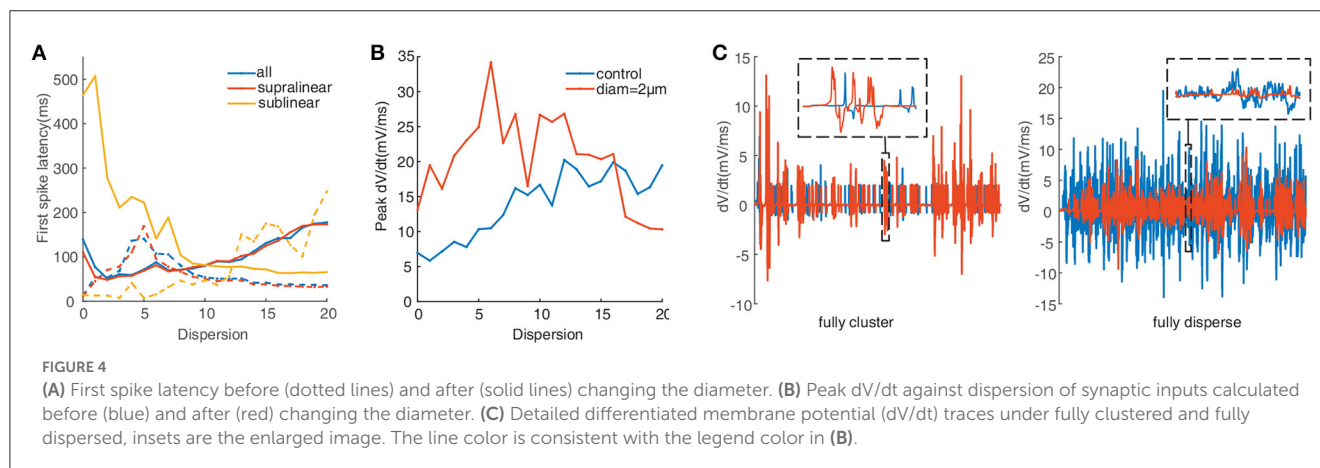 A
B
C
First spike latency(ms)
500
400
300
200
100
0
all
supralinear
sublinear
0
5
10
15
20
Dispersion
Peak dV/dt(mV/ms)
35
30
25
20
15
10
5
0
control
diam=2μm
0
5
10
15
20
Dispersion
dV/dt(mV/ms)
15
10
5
0
-5
-10
fully cluster
dV/dt(mV/ms)
25
20
15
10
5
0
-5
-10
-15
fully disperse
FIGURE 4
(A) First spike latency before (dotted lines) and after (solid lines) changing the diameter. (B) Peak dV/dt against dispersion of synaptic inputs calculated
before (blue) and after (red) changing the diameter. (C) Detailed differentiated membrane potential (dV/dt) traces under fully clustered and fully
dispersed, insets are the enlarged image. The line color is consistent with the legend color in (B).